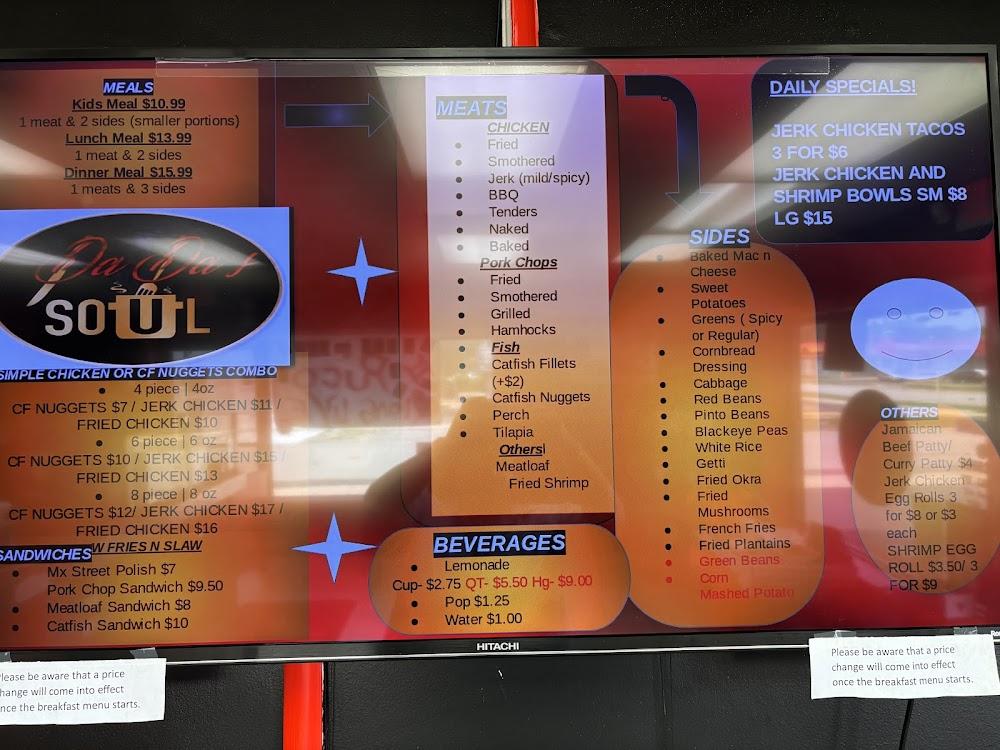 MEALS
Kids Meal $10.99
1 meat & 2 sides (smaller portions)
Lunch Meal $13.99
1 meat & 2 sides
Dinner Meal $15.99
1 meats & 3 sides
Da Da's
SOUL
SIMPLE CHICKEN OR CF NUGGETS COMBO
4 piece | 4oz
CF NUGGETS $7 / JERK CHICKEN $11 /
FRIED CHICKEN $10
6 piece | 6 oz
CF NUGGETS $10 / JERK CHICKEN $15 /
FRIED CHICKEN $13
8 piece | 8 oz
CF NUGGETS $12/ JERK CHICKEN $17 /
FRIED CHICKEN $16
W FRIES N SLAW
SANDWICHES
Mx Street Polish $7
Pork Chop Sandwich $9.50
Meatloaf Sandwich $8
Catfish Sandwich $10
MEATS
CHICKEN
Fried
Smothered
Jerk (mild/spicy)
BBQ
Tenders
Naked
Baked
Pork Chops
Fried
Smothered
Grilled
Hamhocks
Fish
Catfish Fillets
(+$2)
Catfish Nuggets
Perch
Tilapia
Others
Meatloaf
Fried Shrimp
BEVERAGES
Lemonade
Cup- $2.75 QT- $5.50 Hg- $9.00
Pop $1.25
Water $1.00
SIDES
Baked Mac n
Cheese
Sweet
Potatoes
Greens ( Spicy
or Regular)
Cornbread
Dressing
Cabbage
Red Beans
Pinto Beans
Blackeye Peas
White Rice
Getti
Fried Okra
Fried
Mushrooms
French Fries
Fried Plantains
Green Beans
Corn
Mashed Potato
DAILY SPECIALS!
JERK CHICKEN TACOS
3 FOR $6
JERK CHICKEN AND
SHRIMP BOWLS SM $8
LG $15
OTHERS
Jamaican
Beef Patty/
Curry Patty $4
Jerk Chicken
Egg Rolls 3
for $8 or $3
each
SHRIMP EGG
ROLL $3.50/ 3
FOR $9
HITACHI
Please be aware that a price
change will come into effect
once the breakfast menu starts.
Please be aware that a price
change will come into effect
once the breakfast menu starts.